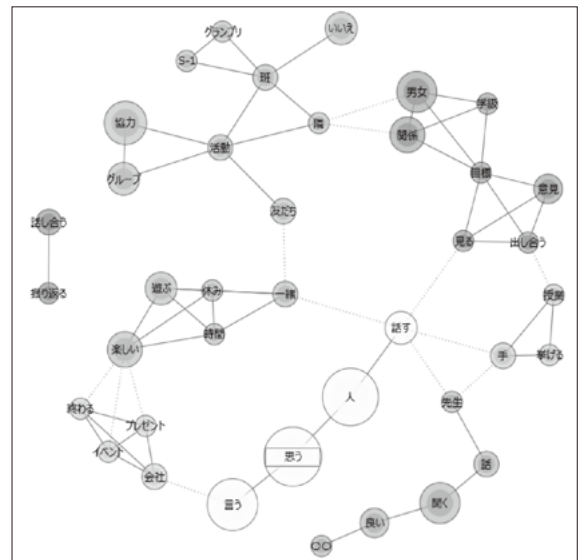 グランプリ
いいえ
S-1
班
男女
学級
協力
隣
関係
活動
グループ
目標
意見
友だち
話し合う
見る
出し合う
振り返る
遊ぶ
休み
一緒
授業
時間
話す
楽しい
手
挙げる
人
終わる
プレゼント
先生
イベント
思う
会社
話
言う
聞く
良い
〇〇